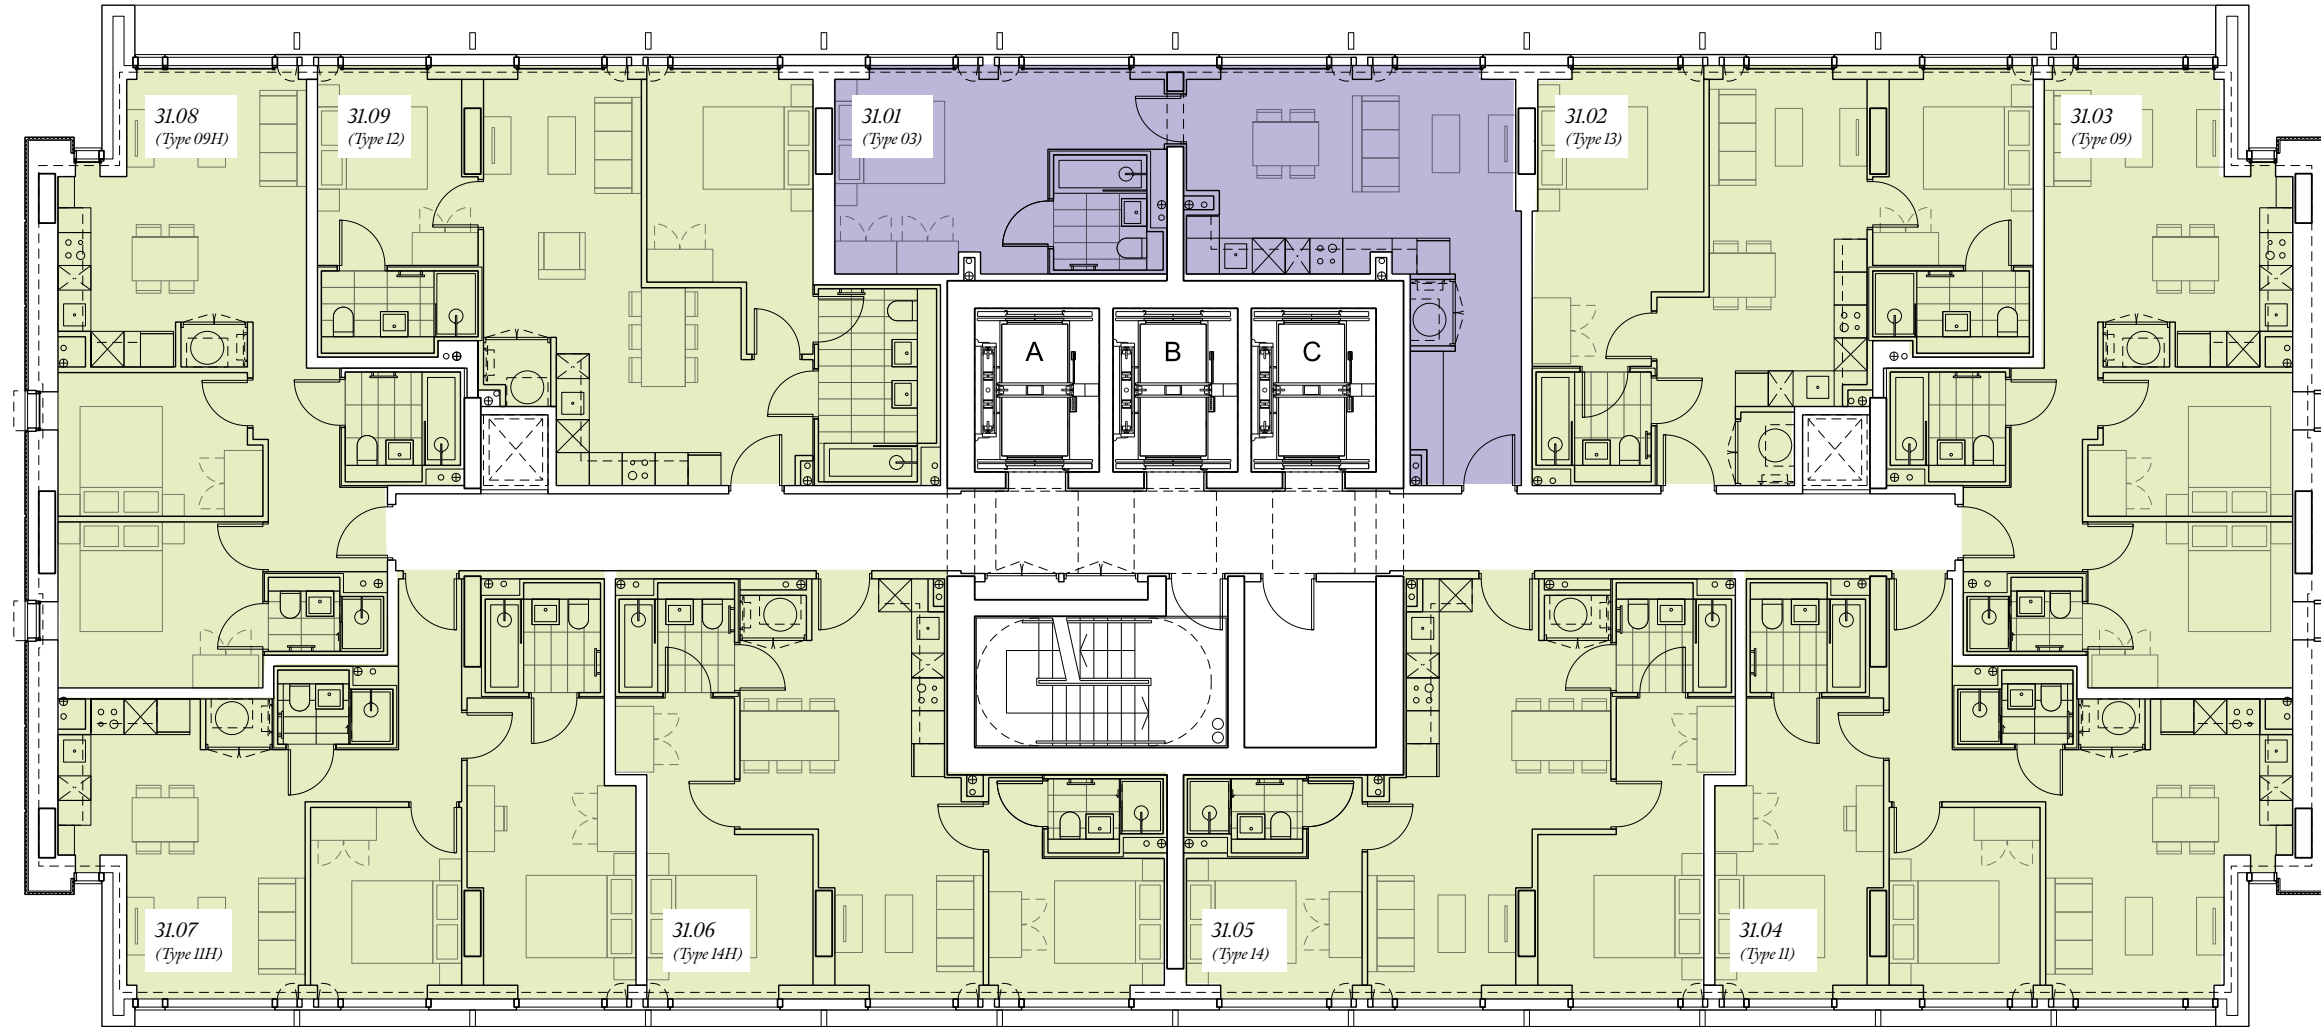 31.08
(Type 09H)
31.09
(Type 12)
31.01
(Type 03)
31.02
(Type 13)
31.03
(Type 09)
A
B
C
31.07
(Type 11H)
31.06
(Type 14H)
31.05
(Type 14)
31.04
(Type 11)